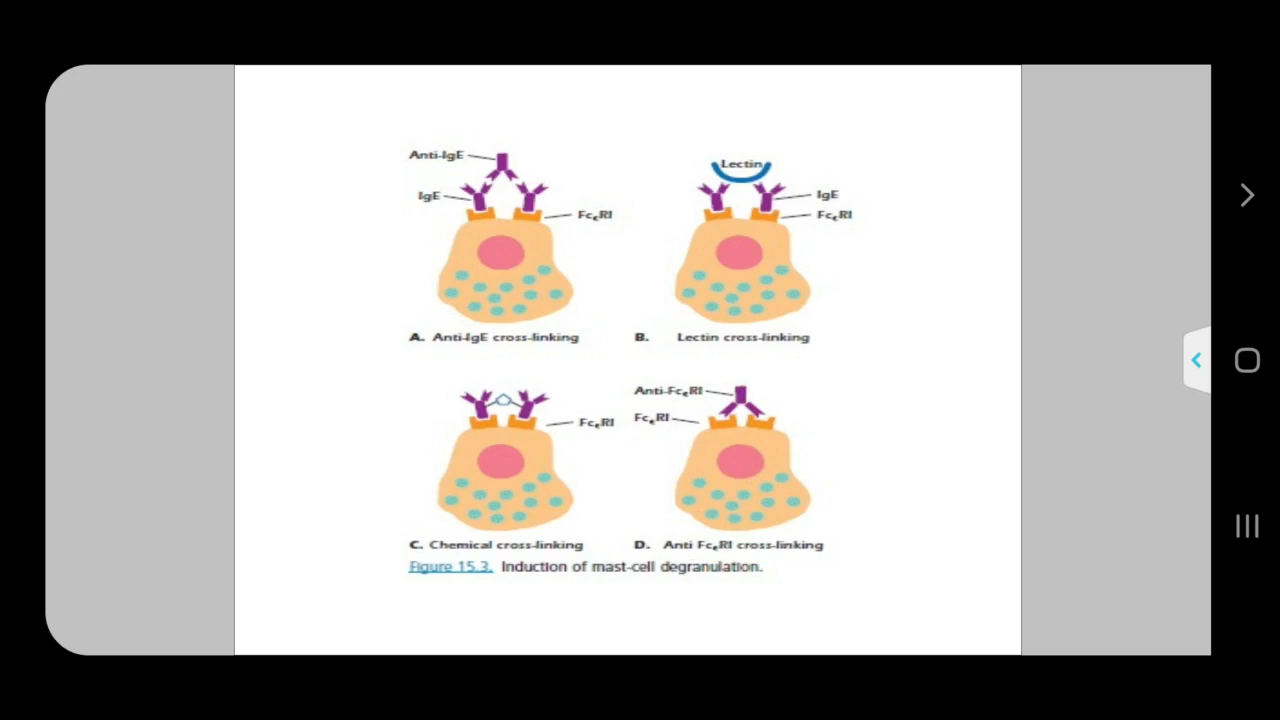 Anti-IgE
IgE
FcεRI
A. Anti-IgE cross-linking
Lectin
IgE
FcεRI
B. Lectin cross-linking
FcεRI
C. Chemical cross-linking
Anti-FcεRI
FcεRI
D. Anti FcεRI cross-linking
Figure 15.3. Induction of mast-cell degranulation.